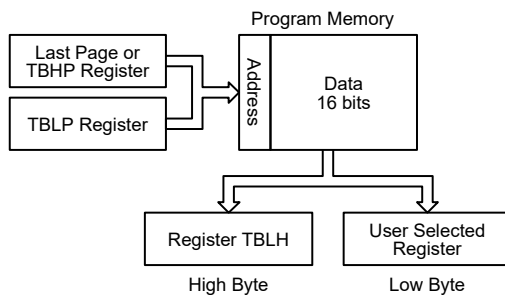 Program Memory
Last Page or
TBHP Register
TBLP Register
Address
Data
16 bits
Register TBLH
User Selected
Register
High Byte
Low Byte